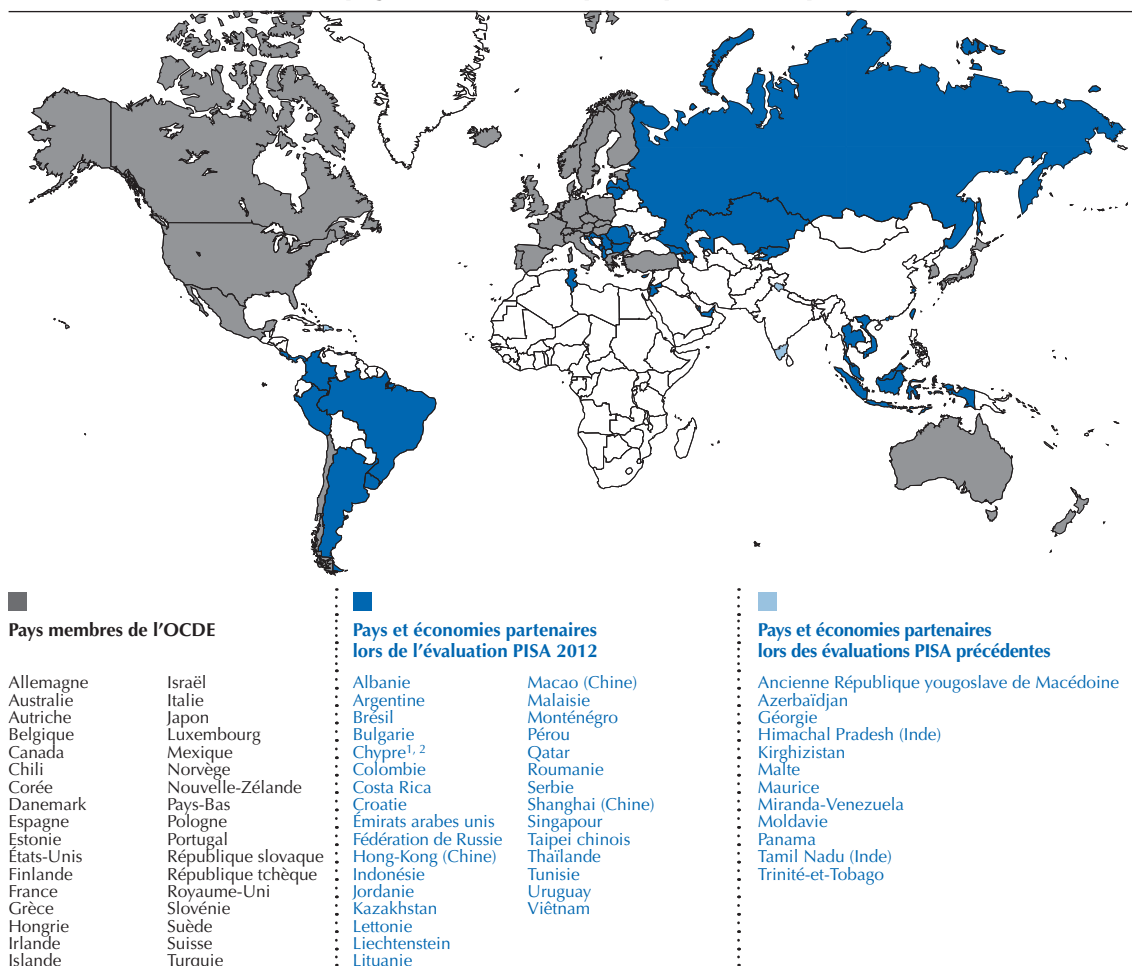 Pays membres de l'OCDE
Allemagne
Australie
Autriche
Belgique
Canada
Chili
Corée
Danemark
Espagne
Estonie
États-Unis
Finlande
France
Grèce
Hongrie
Irlande
Islande
Israël
Italie
Japon
Luxembourg
Mexique
Norvège
Nouvelle-Zélande
Pays-Bas
Pologne
Portugal
République slovaque
République tchèque
Royaume-Uni
Slovénie
Suède
Suisse
Turquie
Pays et économies partenaires
lors de l'évaluation PISA 2012
Albanie
Argentine
Brésil
Bulgarie
Chypre1, 2
Colombie
Costa Rica
Croatie
Émirats arabes unis
Fédération de Russie
Hong-Kong (Chine)
Indonésie
Jordanie
Kazakhstan
Lettonie
Liechtenstein
Lituanie
Macao (Chine)
Malaisie
Monténégro
Pérou
Qatar
Roumanie
Serbie
Shanghai (Chine)
Singapour
Taipei chinois
Thaïlande
Tunisie
Uruguay
Viêtnam
Pays et économies partenaires
lors des évaluations PISA précédentes
Ancienne République yougoslave de Macédoine
Azerbaïdjan
Géorgie
Himachal Pradesh (Inde)
Kirghizistan
Malte
Maurice
Miranda-Venezuela
Moldavie
Panama
Tamil Nadu (Inde)
Trinité-et-Tobago